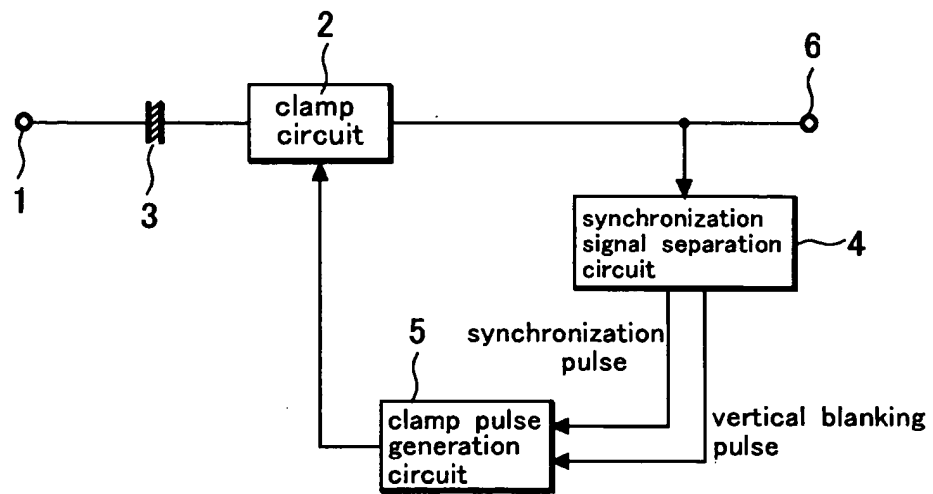 2
6
clamp
circuit
1
3
synchronization
signal separation
circuit
4
synchronization
pulse
5
clamp pulse
generation
circuit
vertical blanking
pulse